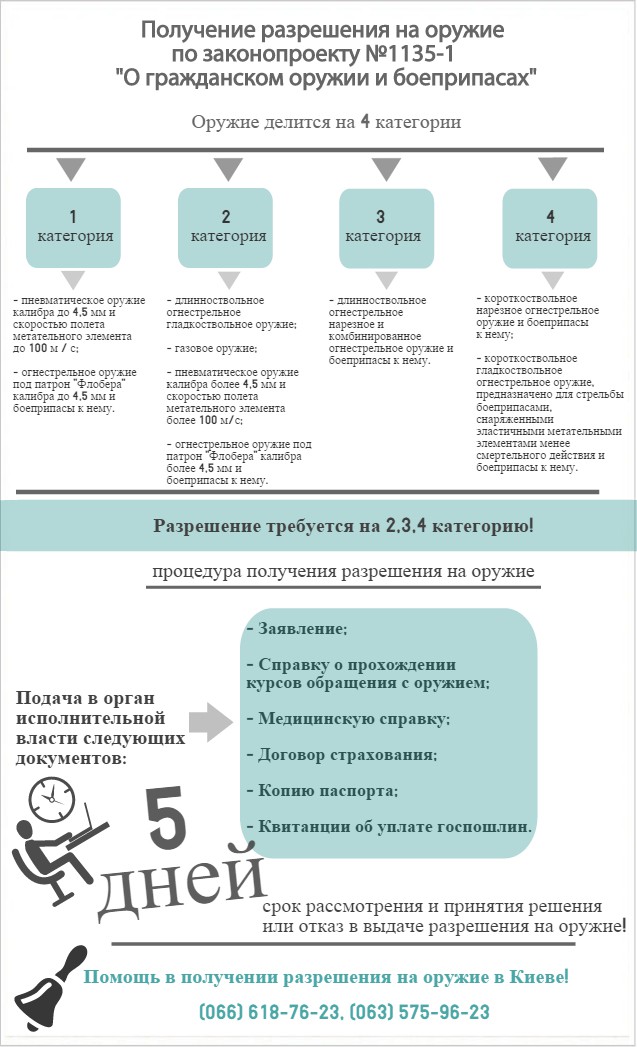 Получение разрешения на оружие
по законопроекту №1135-1
"О гражданском оружии и боеприпасах"
Оружие делится на 4 категории
1
категория
- пневматическое оружие
калибра до 4,5 мм и
скоростью полета
метательного элемента
до 100 м / с;
- огнестрельное оружие
под патрон "Флобера"
калибра до 4,5 мм и
боеприпасы к нему.
2
категория
- длинноствольное
огнестрельное
гладкоствольное оружие;
- газовое оружие;
- пневматическое оружие
калибра более 4,5 мм и
скоростью полета
метательного элемента
более 100 м/с;
- огнестрельное оружие под
патрон "Флобера" калибра
более 4,5 мм и
боеприпасы к нему.
3
категория
- длинноствольное
огнестрельное
нарезное и
комбинированное
огнестрельное оружие и
боеприпасы к нему.
4
категория
- короткоствольное
нарезное огнестрельное
оружие и боеприпасы
к нему;
- короткоствольное
гладкоствольное
огнестрельное оружие,
предназначено для стрельбы
боеприпасами,
снаряженными
эластичными метательными
элементами менее
смертельного действия и
боеприпасы к нему.
Разрешение требуется на 2,3,4 категорию!
процедура получения разрешения на оружие
Подача в орган
исполнительной
власти следующих
документов:
- Заявление;
- Справку о прохождении
курсов обращения с оружием;
- Медицинскую справку;
- Договор страхования;
- Копию паспорта;
- Квитанции об уплате госпошлин.
5
дней
срок рассмотрения и принятия решения
или отказ в выдаче разрешения на оружие!
Помощь в получении разрешения на оружие в Киеве!
(066) 618-76-23, (063) 575-96-23